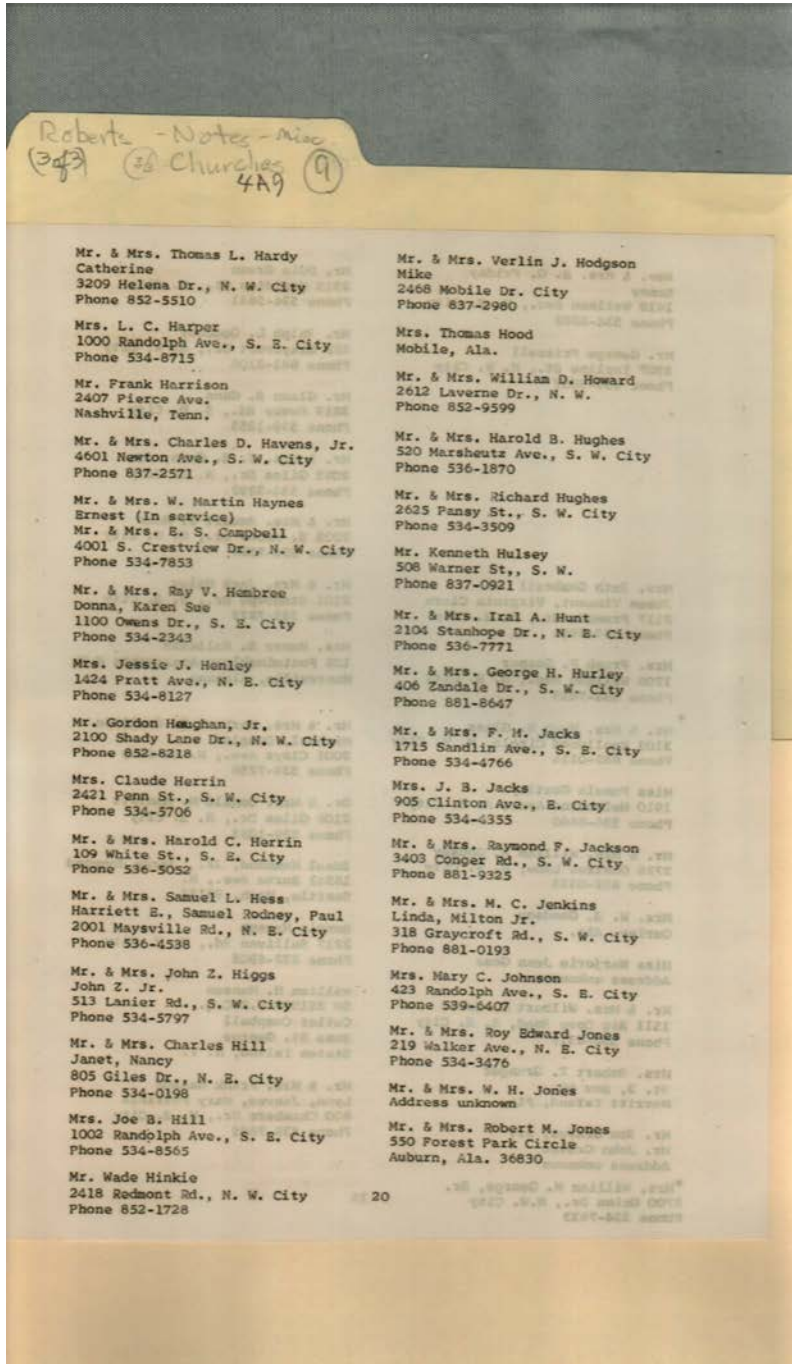 Roberts - Notes - Misc
(3 of 3) Churches 9
4A9
Mr. & Mrs. Thomas L. Hardy
Catherine
3209 Helena Dr., N. W. City
Phone 852-5510
Mrs. L. C. Harper
1000 Randolph Ave., S. E. City
Phone 534-8715
Mr. Frank Harrison
2407 Pierce Ave.
Nashville, Tenn.
Mr. & Mrs. Charles D. Havens, Jr.
4601 Newton Ave., S. W. City
Phone 837-2571
Mr. & Mrs. W. Martin Haynes
Ernest (In service)
Mr. & Mrs. E. S. Campbell
4001 S. Crestview Dr., N. W. City
Phone 534-7853
Mr. & Mrs. Ray V. Hembree
Donna, Karen Sue
1100 Owens Dr., S. E. City
Phone 534-2343
Mrs. Jessie J. Henley
1424 Pratt Ave., N. E. City
Phone 534-8127
Mr. Gordon Haughan, Jr.
2100 Shady Lane Dr., N. W. City
Phone 852-8218
Mrs. Claude Herrin
2421 Penn St., S. W. City
Phone 534-5706
Mr. & Mrs. Harold C. Herrin
109 White St., S. E. City
Phone 536-5052
Mr. & Mrs. Samuel L. Hess
Harriett E., Samuel Rodney, Paul
2001 Maysville Rd., N. E. City
Phone 536-4538
Mr. & Mrs. John Z. Higgs
John Z. Jr.
513 Lanier Rd., S. W. City
Phone 534-5797
Mr. & Mrs. Charles Hill
Janet, Nancy
805 Giles Dr., N. E. City
Phone 534-0198
Mrs. Joe B. Hill
1002 Randolph Ave., S. E. City
Phone 534-8565
Mr. Wade Hinkie
2418 Redmont Rd., N. W. City
Phone 852-1728
Mr. & Mrs. Verlin J. Hodgson
Mike
2468 Mobile Dr. City
Phone 837-2980
Mrs. Thomas Hood
Mobile, Ala.
Mr. & Mrs. William D. Howard
2612 Laverne Dr., N. W.
Phone 852-9599
Mr. & Mrs. Harold B. Hughes
520 Marsheutz Ave., S. W. City
Phone 536-1870
Mr. & Mrs. Richard Hughes
2625 Pansy St., S. W. City
Phone 534-3509
Mr. Kenneth Hulsey
508 Warner St,, S. W.
Phone 837-0921
Mr. & Mrs. Iral A. Hunt
2104 Stanhope Dr., N. E. City
Phone 536-7771
Mr. & Mrs. George H. Hurley
406 Zandale Dr., S. W. City
Phone 881-8647
Mr. & Mrs. F. M. Jacks
1715 Sandlin Ave., S. E. City
Phone 534-4766
Mrs. J. B. Jacks
905 Clinton Ave., E. City
Phone 534-4355
Mr. & Mrs. Raymond F. Jackson
3403 Conger Rd., S. W. City
Phone 881-9325
Mr. & Mrs. M. C. Jenkins
Linda, Milton Jr.
318 Graycroft Rd., S. W. City
Phone 881-0193
Mrs. Mary C. Johnson
423 Randolph Ave., S. E. City
Phone 539-6407
Mr. & Mrs. Roy Edward Jones
219 Walker Ave., N. E. City
Phone 534-3476
Mr. & Mrs. W. H. Jones
Address unknown
Mr. & Mrs. Robert M. Jones
550 Forest Park Circle
Auburn, Ala. 36830
20